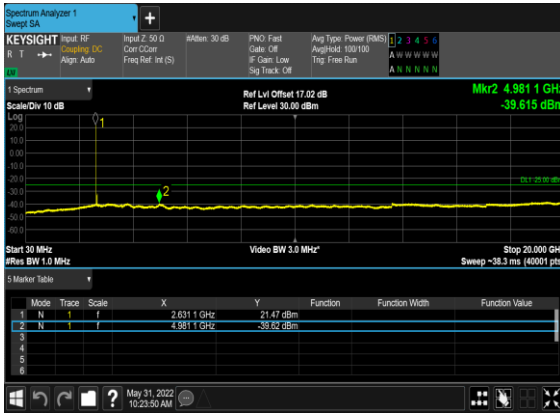 Spectrum Analyzer 1
Swept SA
+
KEYSIGHT
R T
Input: RF
Coupling: DC
Align: Auto
Input Z: 50 Ω
Corr CCorr
Freq Ref: Int (S)
#Atten: 30 dB
PNO: Fast
Gate: Off
IF Gain: Low
Sig Track: Off
Avg Type: Power (RMS)
Avg|Hold: 100/100
Trig: Free Run
1 2 3 4 5 6
A W W W W W
A N N N N N
1 Spectrum
Scale/Div 10 dB
Ref Lvl Offset 17.02 dB
Ref Level 30.00 dBm
Mkr2 4.981 1 GHz
-39.615 dBm
Log
20.0
10.0
0.00
-10.0
-20.0
-30.0
-40.0
-50.0
-60.0
1
2
DL1 -25.00 dBm
Start 30 MHz
#Res BW 1.0 MHz
Video BW 3.0 MHz*
Stop 20.000 GHz
Sweep ~38.3 ms (40001 pts)
5 Marker Table
Mode Trace Scale X Y Function Function Width Function Value
1 N 1 f 2.631 1 GHz 21.47 dBm
2 N 1 f 4.981 1 GHz -39.62 dBm
3
4
5
6
?
May 31, 2022
10:23:50 AM